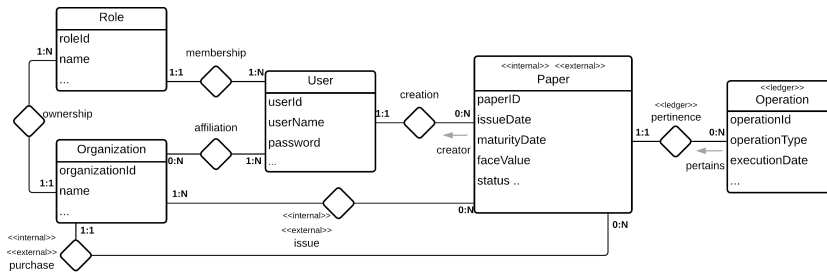 Role
roleId
name
...
1:N
1:1
membership
1:N
ownership
User
userId
userName
password
...
affiliation
0:N
1:N
Organization
organizationId
name
...
1:1
1:1
creation
0:N
creator
<<internal>> <<external>>
Paper
paperID
issueDate
maturityDate
faceValue
status ..
1:1
<<ledger>>
pertinence
0:N
pertains
<<ledger>>
Operation
operationId
operationType
executionDate
...
1:N
<<internal>>
<<external>>
issue
0:N
1:1
<<internal>>
<<external>>
purchase
0:N